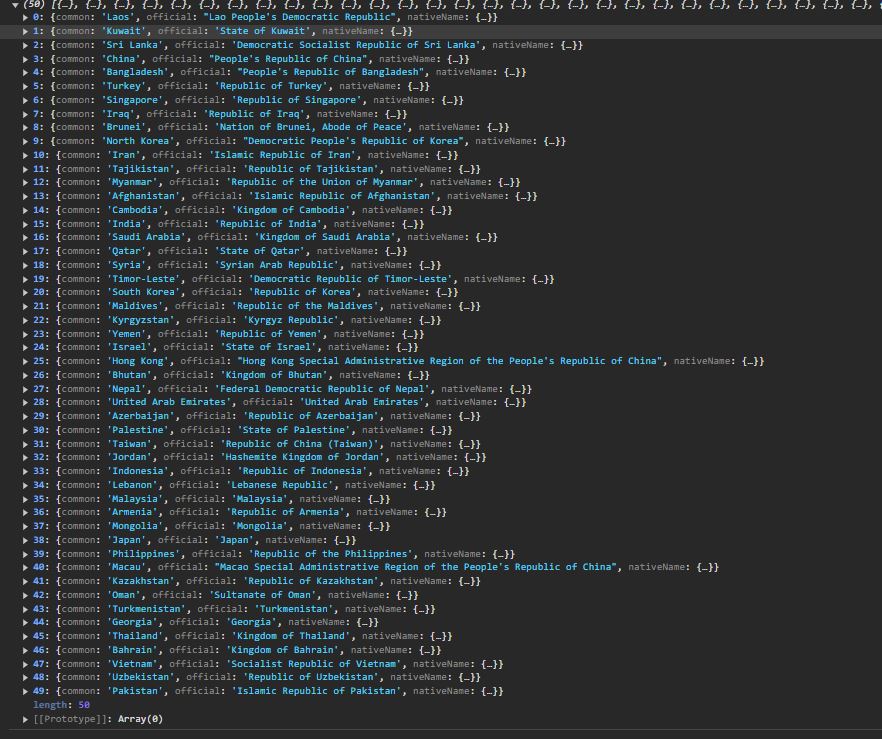 ▼ (50) [{…}, {…}, {…}, {…}, {…}, {…}, {…}, {…}, {…}, {…}, {…}, {…}, {…}, {…}, {…}, {…}, {…}, {…}, {…}, {…}, {…}, {…}, {…}, {…}, {…}, {…}, {…}, {…}, {…},
▶ 0: {common: 'Laos', official: "Lao People's Democratic Republic", nativeName: {…}}
▶ 1: {common: 'Kuwait', official: 'State of Kuwait', nativeName: {…}}
▶ 2: {common: 'Sri Lanka', official: 'Democratic Socialist Republic of Sri Lanka', nativeName: {…}}
▶ 3: {common: 'China', official: "People's Republic of China", nativeName: {…}}
▶ 4: {common: 'Bangladesh', official: "People's Republic of Bangladesh", nativeName: {…}}
▶ 5: {common: 'Turkey', official: 'Republic of Turkey', nativeName: {…}}
▶ 6: {common: 'Singapore', official: 'Republic of Singapore', nativeName: {…}}
▶ 7: {common: 'Iraq', official: 'Republic of Iraq', nativeName: {…}}
▶ 8: {common: 'Brunei', official: 'Nation of Brunei, Abode of Peace', nativeName: {…}}
▶ 9: {common: 'North Korea', official: "Democratic People's Republic of Korea", nativeName: {…}}
▶ 10: {common: 'Iran', official: 'Islamic Republic of Iran', nativeName: {…}}
▶ 11: {common: 'Tajikistan', official: 'Republic of Tajikistan', nativeName: {…}}
▶ 12: {common: 'Myanmar', official: 'Republic of the Union of Myanmar', nativeName: {…}}
▶ 13: {common: 'Afghanistan', official: 'Islamic Republic of Afghanistan', nativeName: {…}}
▶ 14: {common: 'Cambodia', official: 'Kingdom of Cambodia', nativeName: {…}}
▶ 15: {common: 'India', official: 'Republic of India', nativeName: {…}}
▶ 16: {common: 'Saudi Arabia', official: 'Kingdom of Saudi Arabia', nativeName: {…}}
▶ 17: {common: 'Qatar', official: 'State of Qatar', nativeName: {…}}
▶ 18: {common: 'Syria', official: 'Syrian Arab Republic', nativeName: {…}}
▶ 19: {common: 'Timor-Leste', official: 'Democratic Republic of Timor-Leste', nativeName: {…}}
▶ 20: {common: 'South Korea', official: 'Republic of Korea', nativeName: {…}}
▶ 21: {common: 'Maldives', official: 'Republic of the Maldives', nativeName: {…}}
▶ 22: {common: 'Kyrgyzstan', official: 'Kyrgyz Republic', nativeName: {…}}
▶ 23: {common: 'Yemen', official: 'Republic of Yemen', nativeName: {…}}
▶ 24: {common: 'Israel', official: 'State of Israel', nativeName: {…}}
▶ 25: {common: 'Hong Kong', official: "Hong Kong Special Administrative Region of the People's Republic of China", nativeName: {…}}
▶ 26: {common: 'Bhutan', official: 'Kingdom of Bhutan', nativeName: {…}}
▶ 27: {common: 'Nepal', official: 'Federal Democratic Republic of Nepal', nativeName: {…}}
▶ 28: {common: 'United Arab Emirates', official: 'United Arab Emirates', nativeName: {…}}
▶ 29: {common: 'Azerbaijan', official: 'Republic of Azerbaijan', nativeName: {…}}
▶ 30: {common: 'Palestine', official: 'State of Palestine', nativeName: {…}}
▶ 31: {common: 'Taiwan', official: 'Republic of China (Taiwan)', nativeName: {…}}
▶ 32: {common: 'Jordan', official: 'Hashemite Kingdom of Jordan', nativeName: {…}}
▶ 33: {common: 'Indonesia', official: 'Republic of Indonesia', nativeName: {…}}
▶ 34: {common: 'Lebanon', official: 'Lebanese Republic', nativeName: {…}}
▶ 35: {common: 'Malaysia', official: 'Malaysia', nativeName: {…}}
▶ 36: {common: 'Armenia', official: 'Republic of Armenia', nativeName: {…}}
▶ 37: {common: 'Mongolia', official: 'Mongolia', nativeName: {…}}
▶ 38: {common: 'Japan', official: 'Japan', nativeName: {…}}
▶ 39: {common: 'Philippines', official: 'Republic of the Philippines', nativeName: {…}}
▶ 40: {common: 'Macau', official: "Macao Special Administrative Region of the People's Republic of China", nativeName: {…}}
▶ 41: {common: 'Kazakhstan', official: 'Republic of Kazakhstan', nativeName: {…}}
▶ 42: {common: 'Oman', official: 'Sultanate of Oman', nativeName: {…}}
▶ 43: {common: 'Turkmenistan', official: 'Turkmenistan', nativeName: {…}}
▶ 44: {common: 'Georgia', official: 'Georgia', nativeName: {…}}
▶ 45: {common: 'Thailand', official: 'Kingdom of Thailand', nativeName: {…}}
▶ 46: {common: 'Bahrain', official: 'Kingdom of Bahrain', nativeName: {…}}
▶ 47: {common: 'Vietnam', official: 'Socialist Republic of Vietnam', nativeName: {…}}
▶ 48: {common: 'Uzbekistan', official: 'Republic of Uzbekistan', nativeName: {…}}
▶ 49: {common: 'Pakistan', official: 'Islamic Republic of Pakistan', nativeName: {…}}
length: 50
▶ [[Prototype]]: Array(0)